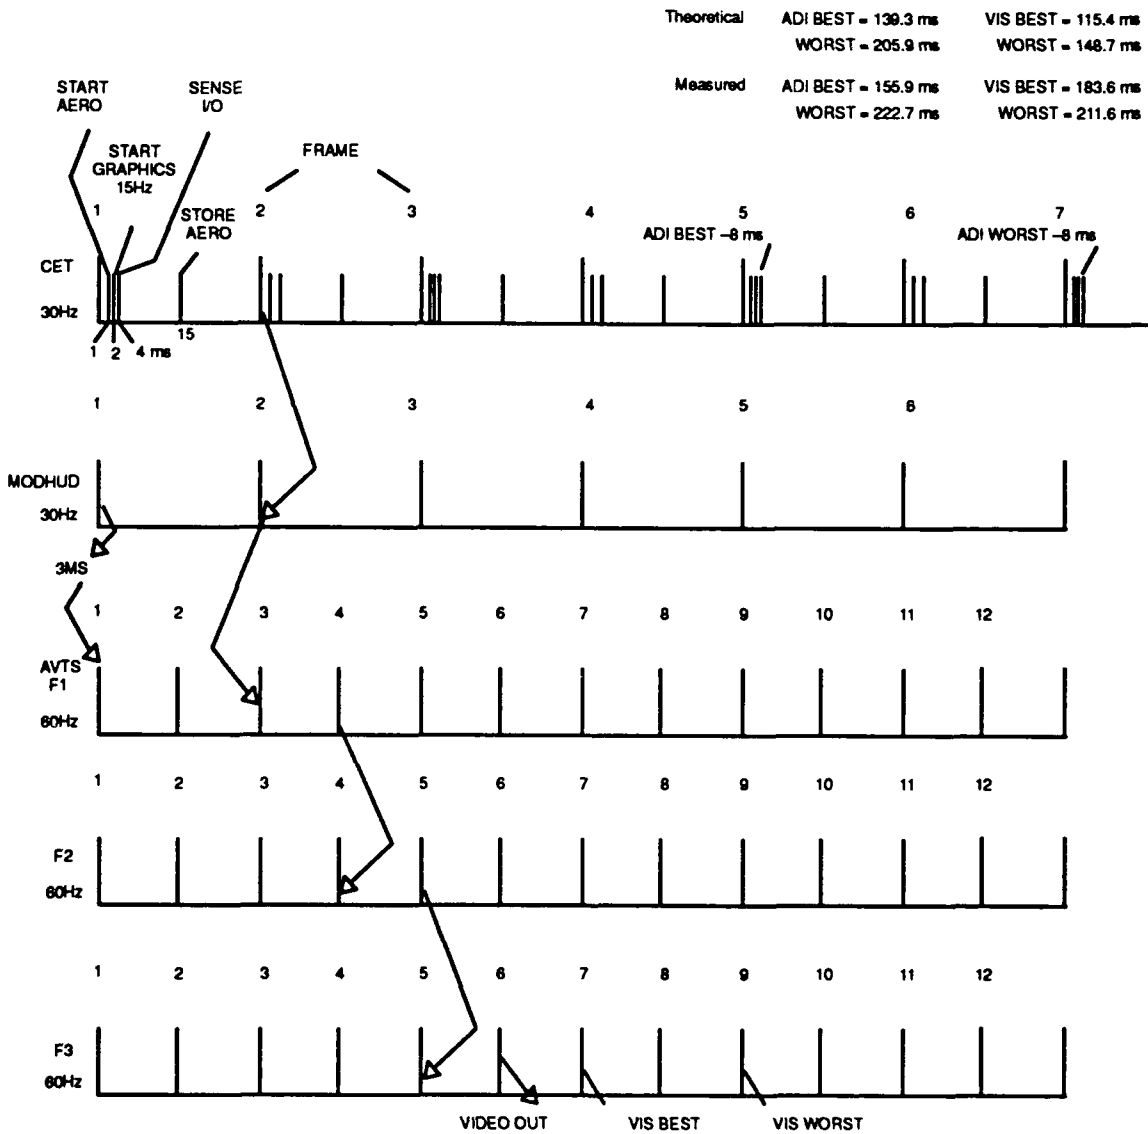 Theoretical ADI BEST = 139.3 ms VIS BEST = 115.4 ms
WORST = 205.9 ms WORST = 148.7 ms
Measured ADI BEST = 155.9 ms VIS BEST = 183.6 ms
WORST = 222.7 ms WORST = 211.6 ms
START
AERO
SENSE
I/O
START
GRAPHICS
15Hz
FRAME
STORE
AERO
1 2 3 4 5 6 7
ADI BEST –8 ms
ADI WORST –8 ms
CET
30Hz
1 2 4 ms
15
1 2 3 4 5 6
MODHUD
30Hz
3MS
1 2 3 4 5 6 7 8 9 10 11 12
AVTS
F1
60Hz
1 2 3 4 5 6 7 8 9 10 11 12
F2
60Hz
1 2 3 4 5 6 7 8 9 10 11 12
F3
60Hz
VIDEO OUT VIS BEST VIS WORST